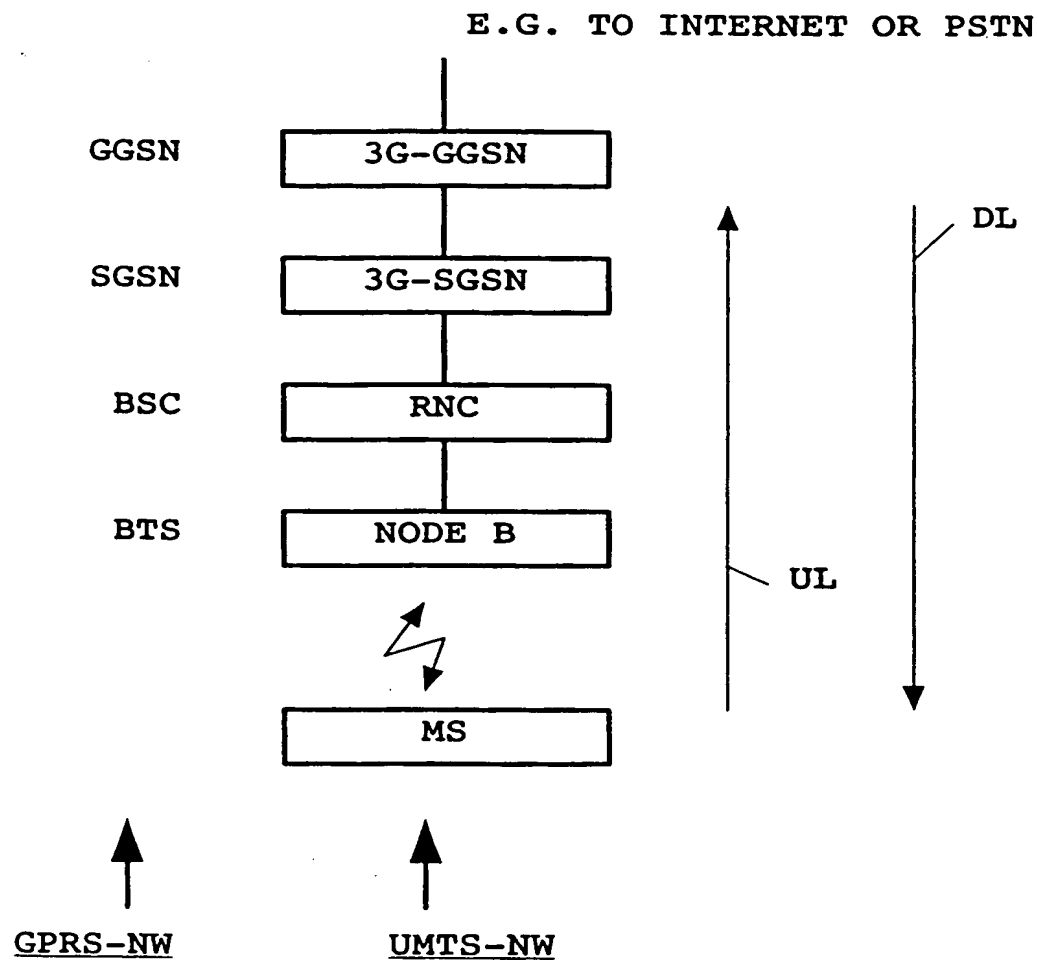 E.G. TO INTERNET OR PSTN
GGSN 3G-GGSN
DL
SGSN 3G-SGSN
BSC RNC
BTS NODE B
UL
MS
GPRS-NW UMTS-NW